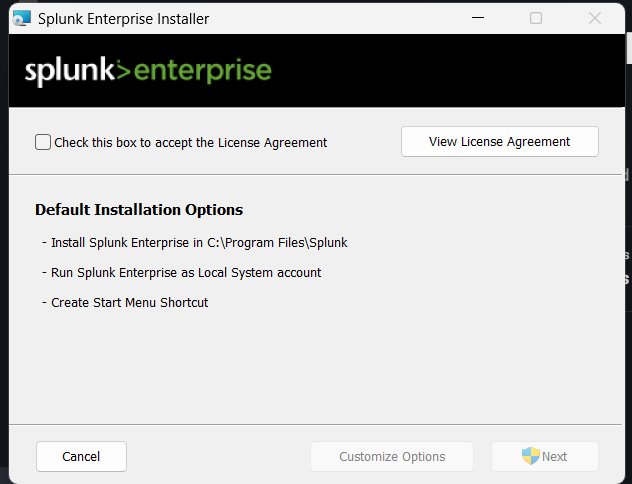 Splunk Enterprise Installer
splunk>enterprise
Check this box to accept the License Agreement
View License Agreement
Default Installation Options
- Install Splunk Enterprise in C:\Program Files\Splunk
- Run Splunk Enterprise as Local System account
- Create Start Menu Shortcut
Cancel
Customize Options
Next